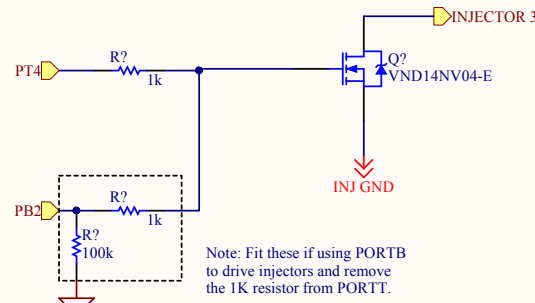 INJECTOR 3
R?
Q?
PT4
VND14NV04-E
1k
INJ GND
R?
PB2
1k
R?
100k
Note: Fit these if using PORTB
to drive injectors and remove
the 1K resistor from PORTT.